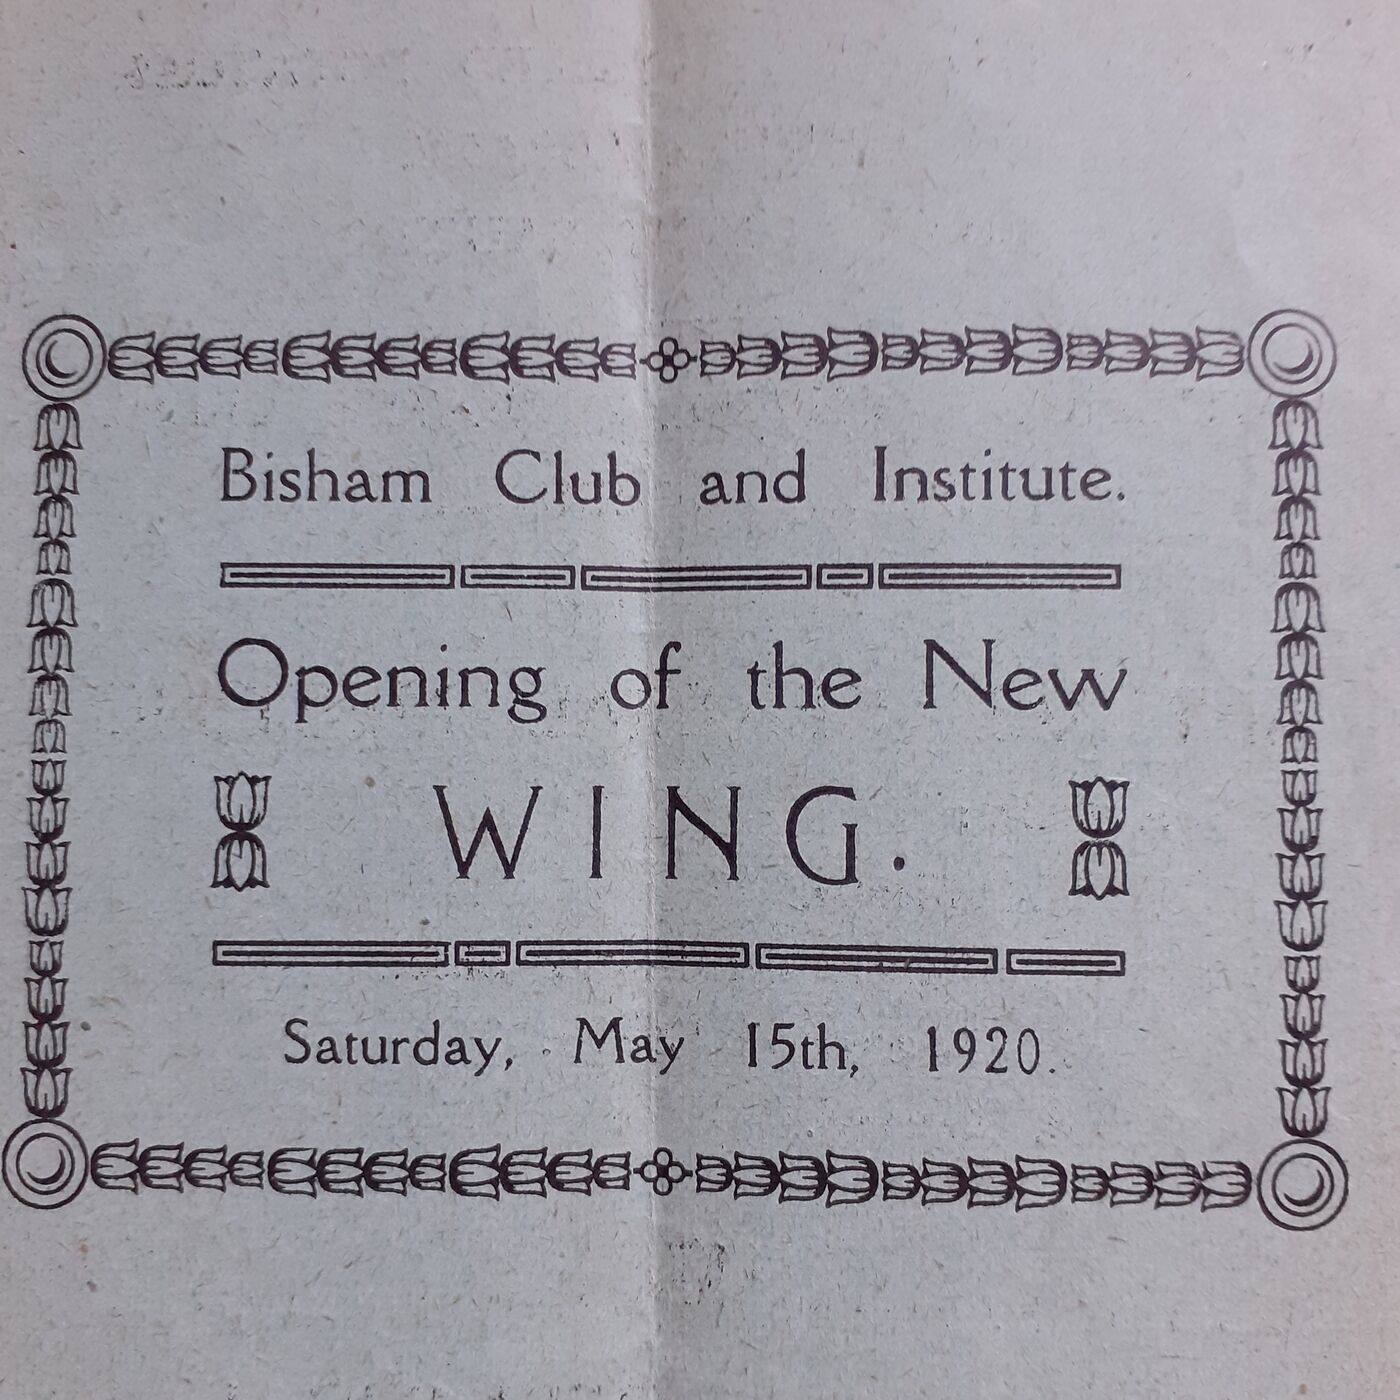 Bisham Club and Institute.
Opening of the New
WING.
Saturday, May 15th, 1920.